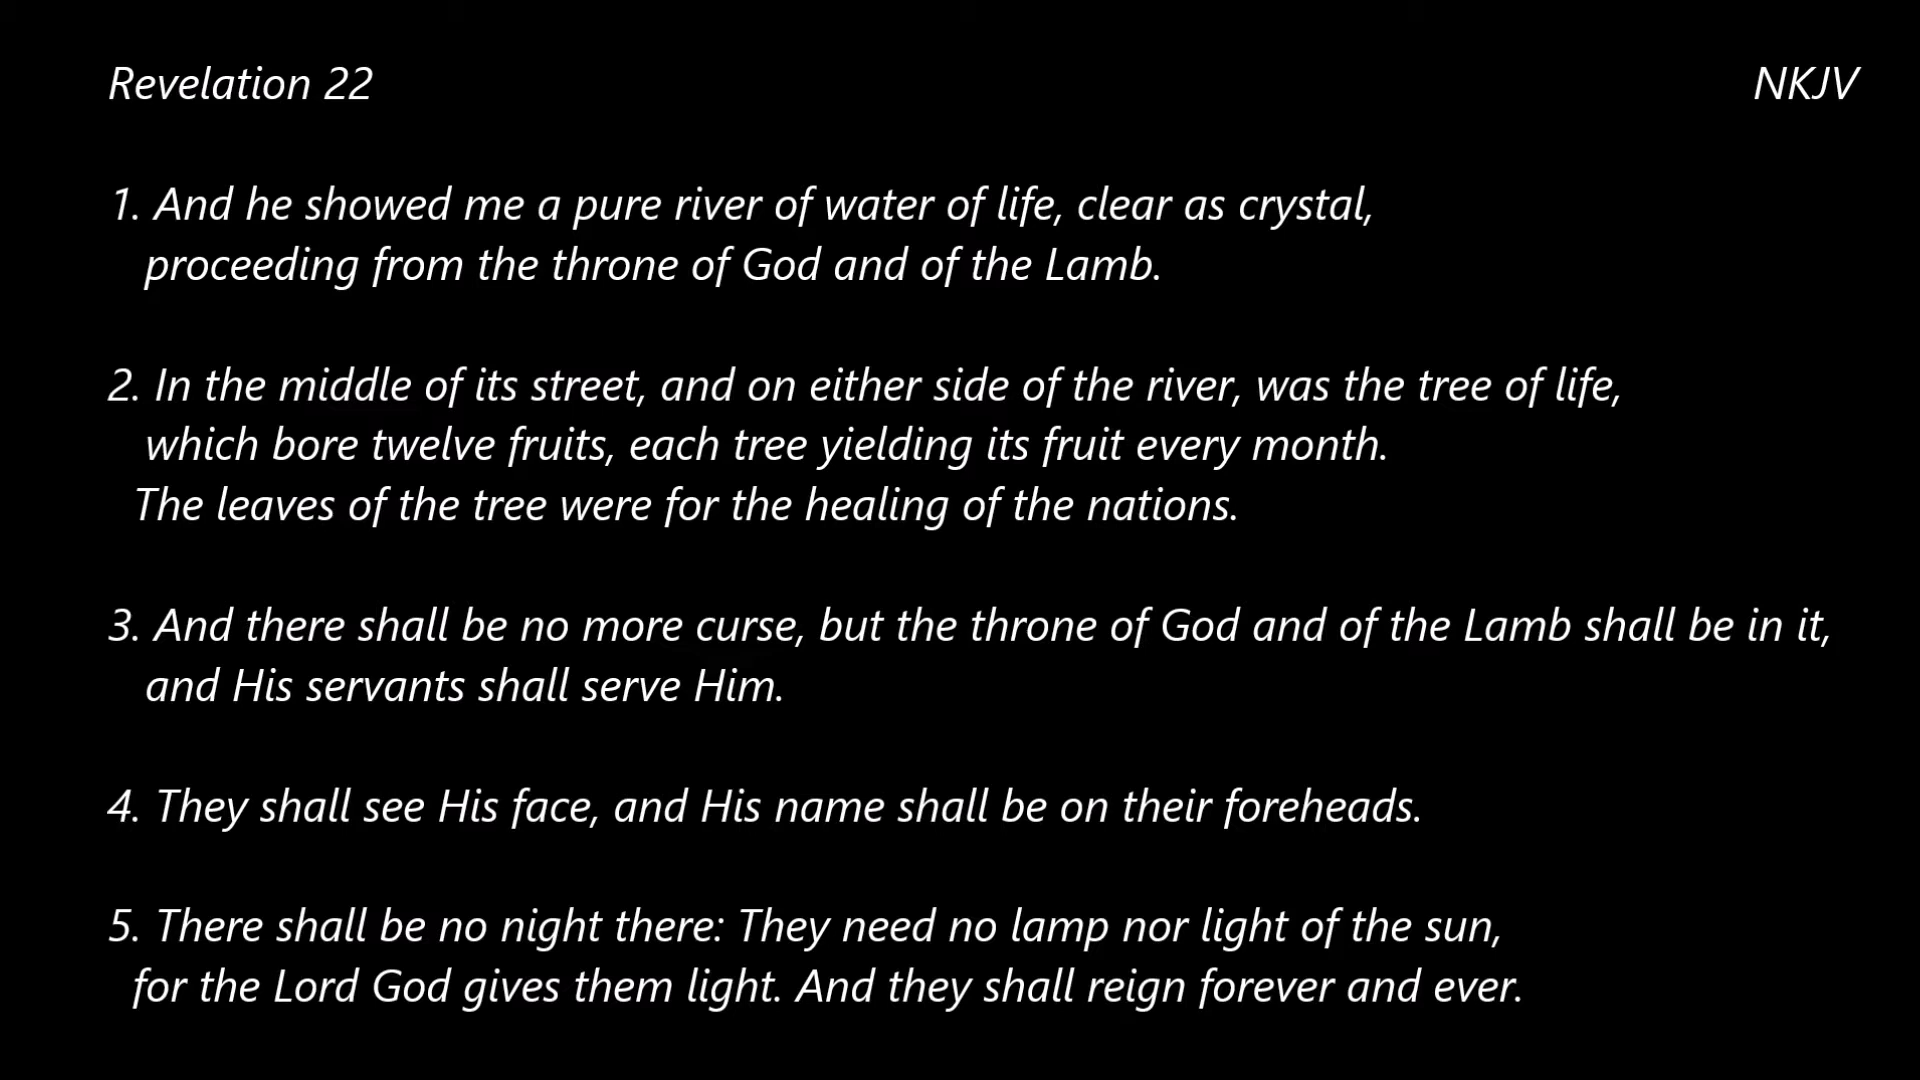 Revelation 22 NKJV
1. And he showed me a pure river of water of life, clear as crystal,
proceeding from the throne of God and of the Lamb.
2. In the middle of its street, and on either side of the river, was the tree of life,
which bore twelve fruits, each tree yielding its fruit every month.
The leaves of the tree were for the healing of the nations.
3. And there shall be no more curse, but the throne of God and of the Lamb shall be in it,
and His servants shall serve Him.
4. They shall see His face, and His name shall be on their foreheads.
5. There shall be no night there: They need no lamp nor light of the sun,
for the Lord God gives them light. And they shall reign forever and ever.